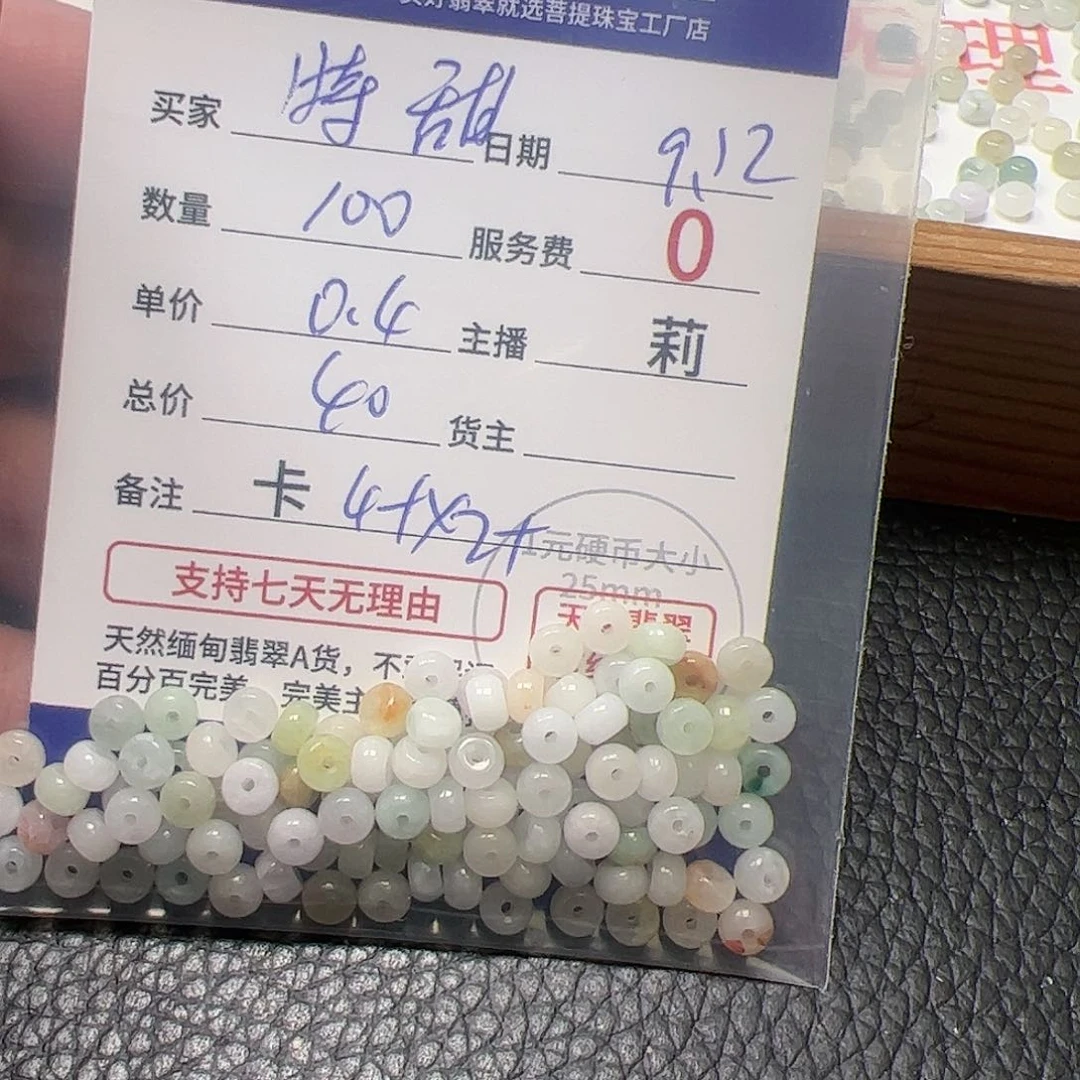 翡翠就选菩提珠宝工厂店
买家 特甜 日期 9.12
数量 100 服务费 0
单价 0.4 主播 莉
总价 40 货主
备注 卡 4+x2+
1元硬币大小
25mm
支持七天无理由
天然缅甸翡翠A货，不
百分百完美 完美主
理